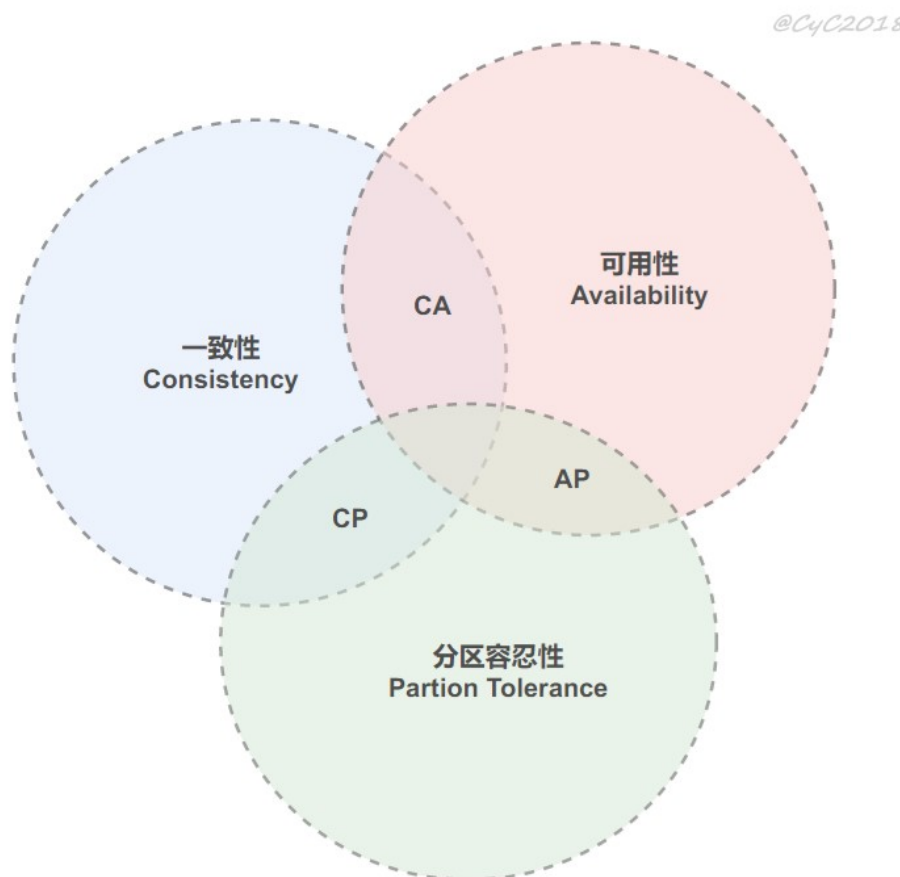 @CyC2018
可用性
Availability
CA
一致性
Consistency
AP
CP
分区容忍性
Partion Tolerance